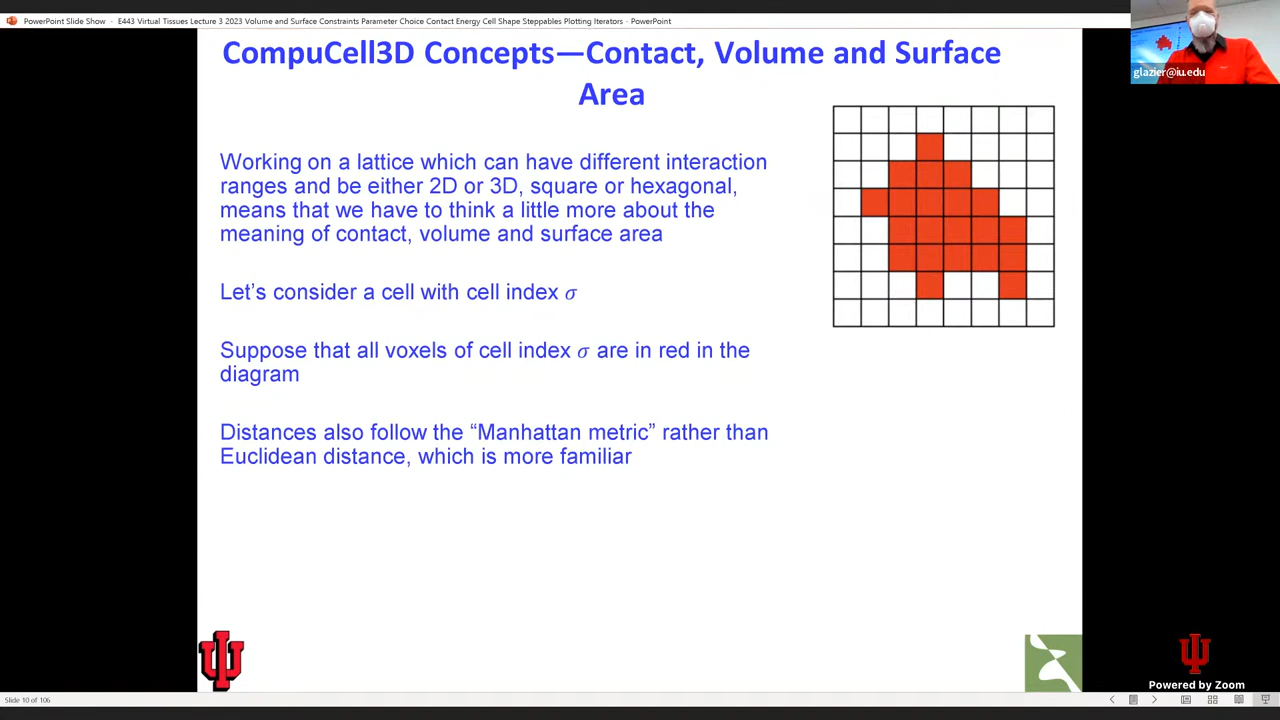 PowerPoint Slide Show - E443 Virtual Tissues Lecture 3 2023 Volume and Surface Constraints Parameter Choice Contact Energy Cell Shape Steppables Plotting Iterators - PowerPoint
glazier@iu.edu
CompuCell3D Concepts—Contact, Volume and Surface
Area
Working on a lattice which can have different interaction
ranges and be either 2D or 3D, square or hexagonal,
means that we have to think a little more about the
meaning of contact, volume and surface area
Let’s consider a cell with cell index σ
Suppose that all voxels of cell index σ are in red in the
diagram
Distances also follow the “Manhattan metric” rather than
Euclidean distance, which is more familiar
Powered by Zoom
Slide 10 of 106